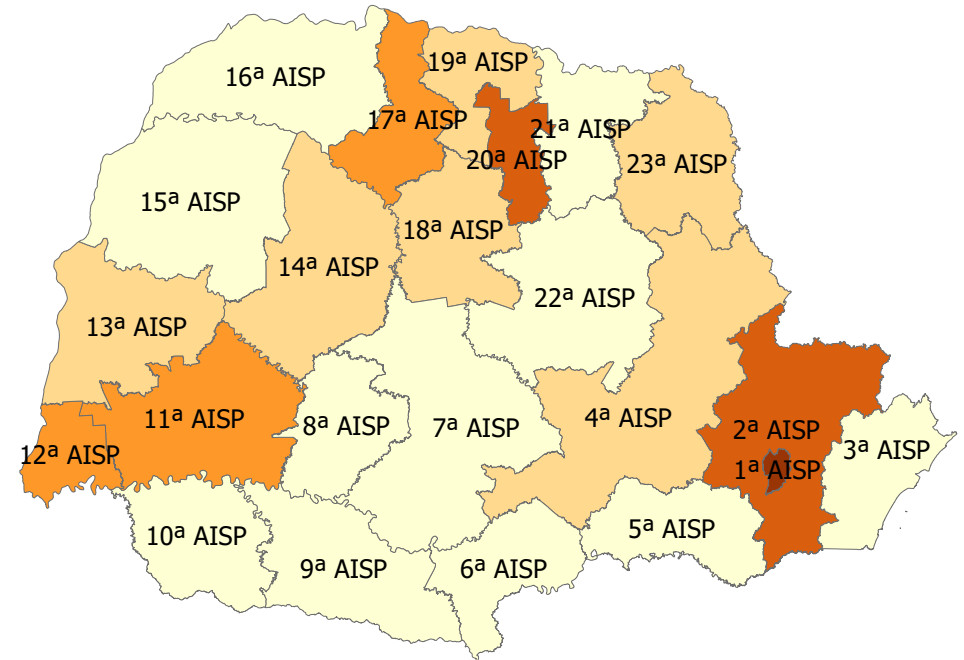 19ª AISP
16ª AISP
17ª AISP
21ª AISP
20ª AISP
23ª AISP
15ª AISP
18ª AISP
14ª AISP
22ª AISP
13ª AISP
11ª AISP
4ª AISP
8ª AISP
7ª AISP
2ª AISP
3ª AISP
12ª AISP
1ª AISP
5ª AISP
10ª AISP
9ª AISP
6ª AISP